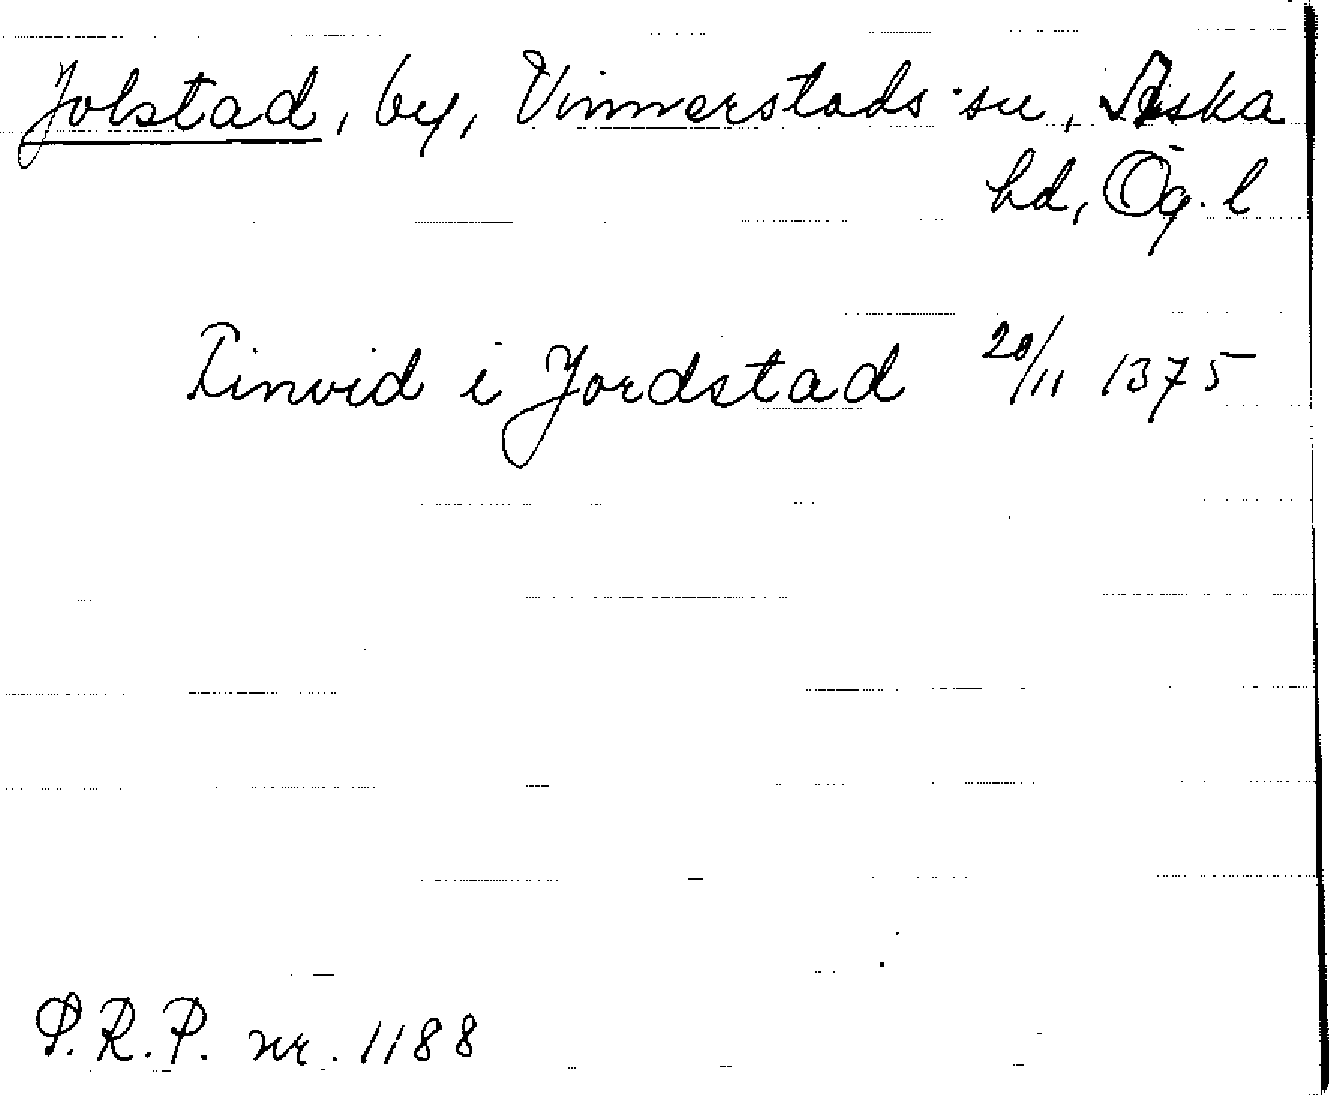 Jolstad, by, Vinnerstads sn, Aska
hd, Ög. l
Tinvid i Jordstad 20/11 1375
P.R.P. nr. 1188